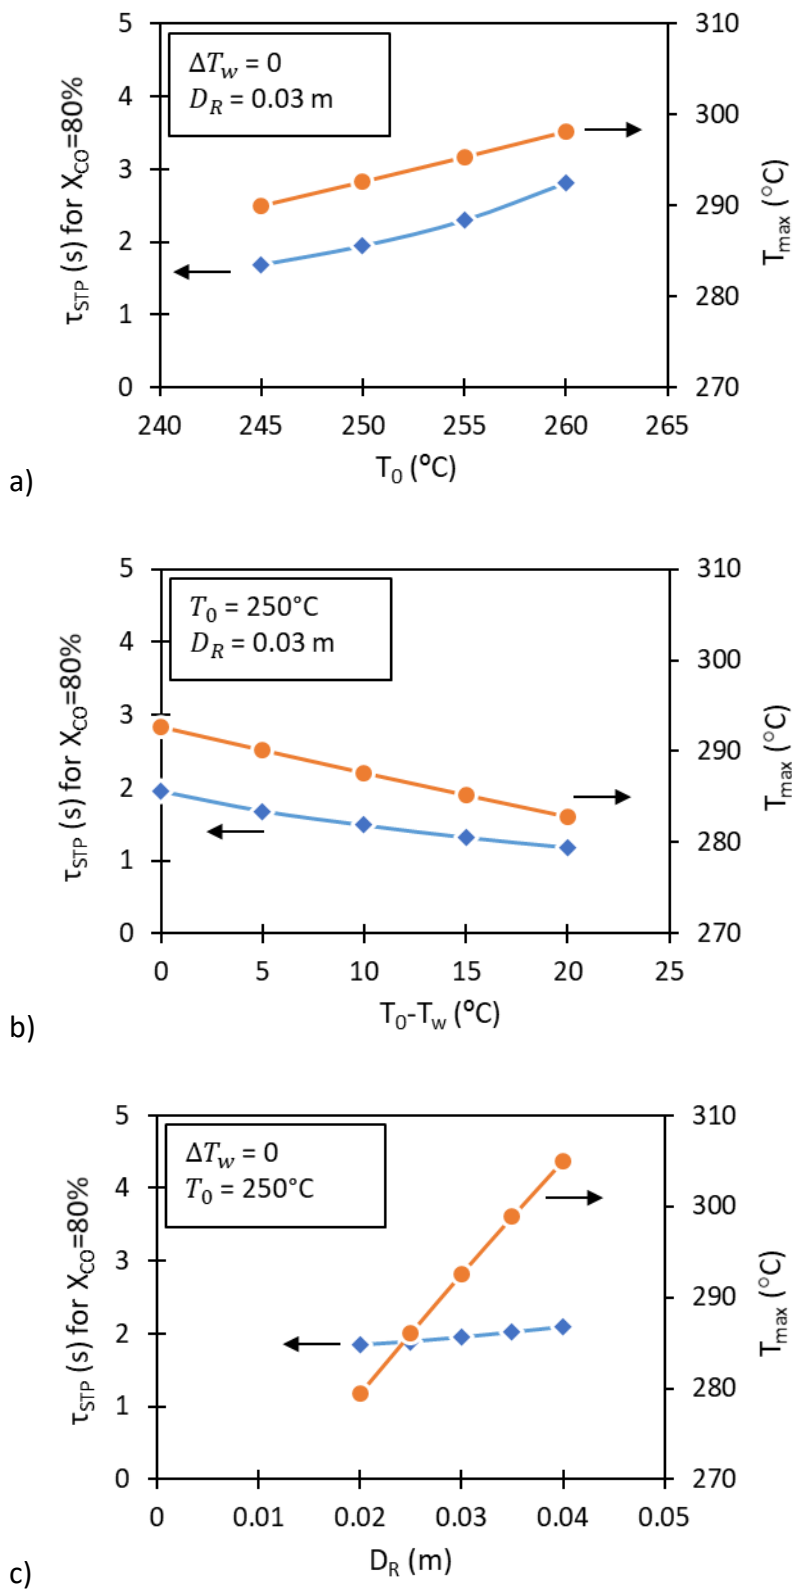 5
4
3
2
1
0
τSTP (s) for XCO=80%
ΔTw = 0
DR = 0.03 m
310
300
290
280
270
Tmax (°C)
240 245 250 255 260 265
T0 (ºC)
a)
5
4
3
2
1
0
τSTP (s) for XCO=80%
T0 = 250°C
DR = 0.03 m
310
300
290
280
270
Tmax (°C)
0 5 10 15 20 25
T0-Tw (ºC)
b)
5
4
3
2
1
0
τSTP (s) for XCO=80%
ΔTw = 0
T0 = 250°C
310
300
290
280
270
Tmax (°C)
0 0.01 0.02 0.03 0.04 0.05
DR (m)
c)